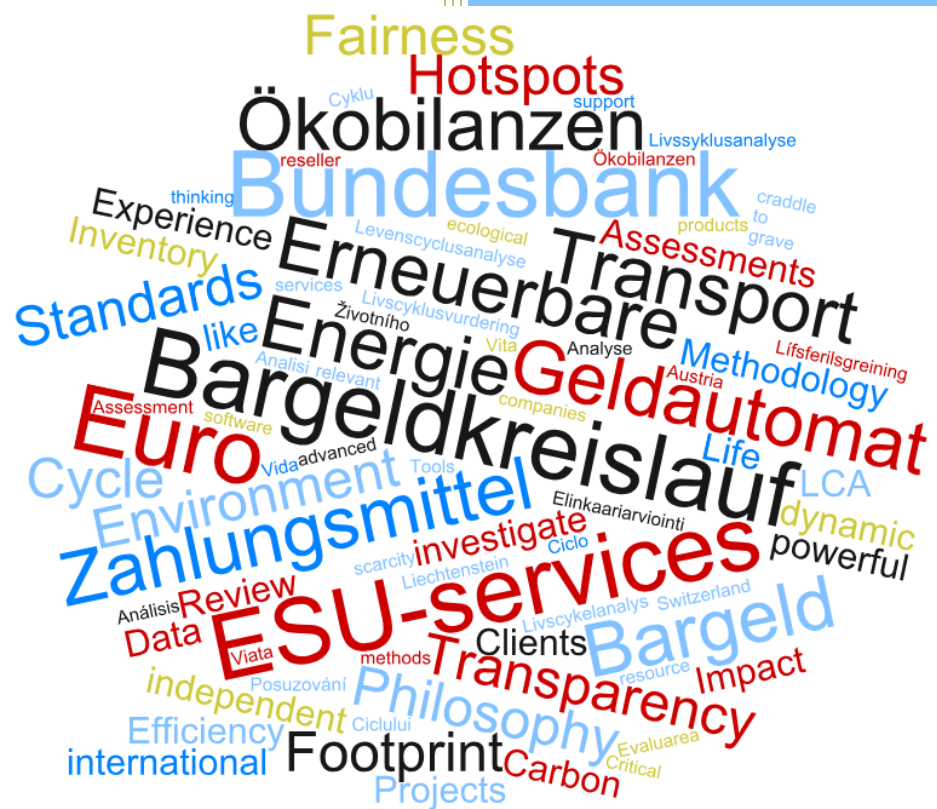 Fairness
Hotspots
Cyklu
support
Ökobilanzen
Livssyklusanalyse
reseller
Ökobilanzen
Bundesbank
thinking
craddle
to
grave
Experience
ecological
products
Inventory
Levenscyclusanalyse
Assessments
Erneuerbare
Transport
services
Standards
Livscyklusvurdering
like
Životního
Energie
Vita
Analyse
Methodology
Lífsferilsgreining
Analisi relevant
Geldautomat
Austria
Bargeldkreislauf
Assessment
Euro
software
companies
advanced
Vida
Tools
Life
LCA
Cycle
Environment
Elinkaariarviointi
dynamic
Zahlungsmittel
investigate
Ciclo
powerful
scarcity
Liechtenstein
Análisis
Review
ESU-services
Livscykelanalys
Switzerland
Data
Clients
Bargeld
Viata
methods
Transparency
resource
Impact
independent
Posuzování
Philosophy
Efficiency
Ciclului
Evaluarea
Critical
international
Footprint
Carbon
Projects